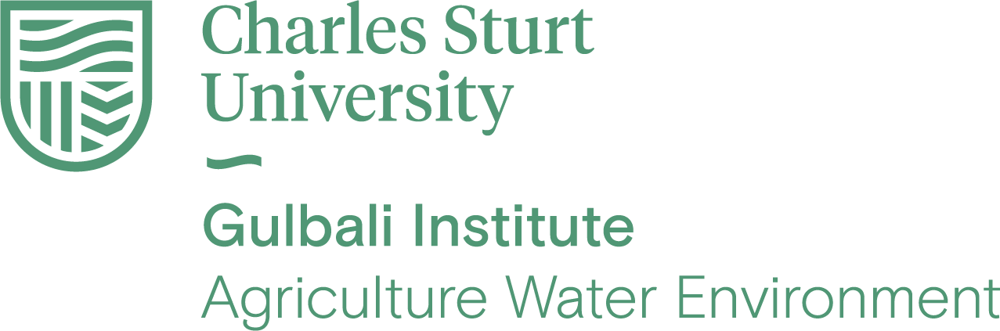 Charles Sturt
University
Gulbali Institute
Agriculture Water Environment